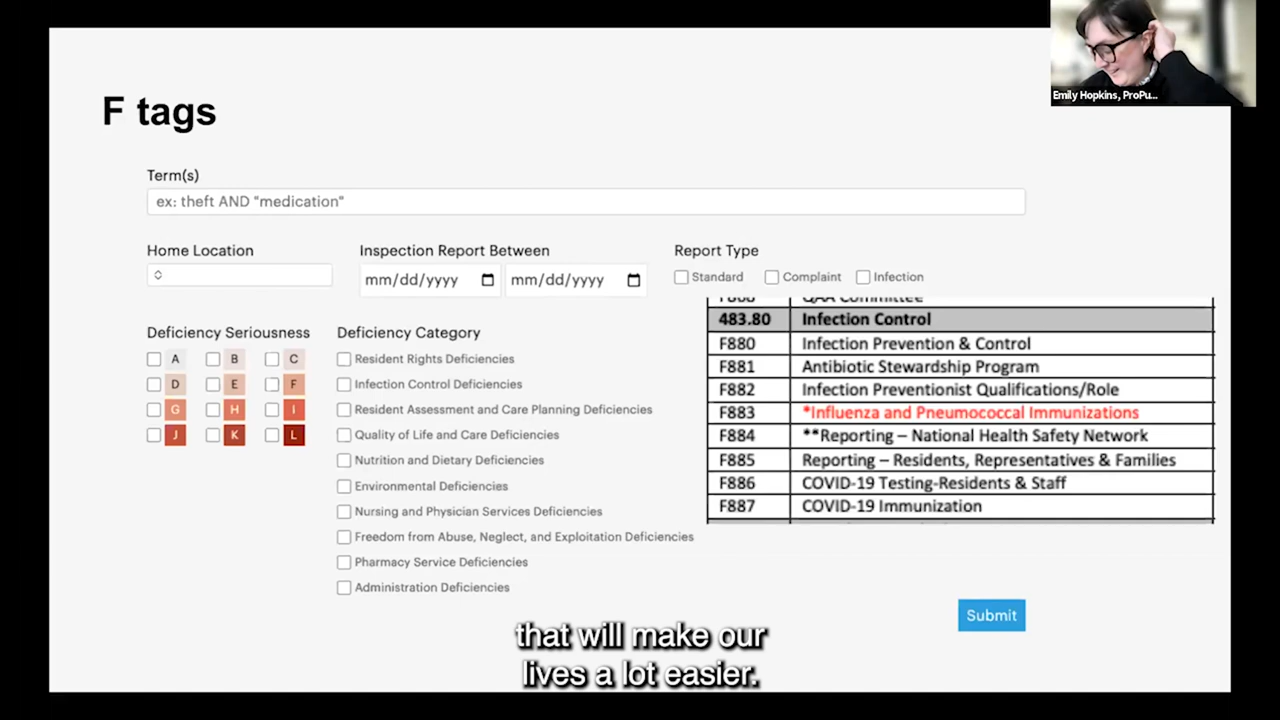 Emily Hopkins, ProPu...
F tags
Term(s)
ex: theft AND "medication"
Home Location
Inspection Report Between
Report Type
mm/dd/yyyy
mm/dd/yyyy
Standard
Complaint
Infection
F868 QAA Committee
483.80 Infection Control
F880 Infection Prevention & Control
F881 Antibiotic Stewardship Program
F882 Infection Preventionist Qualifications/Role
F883 *Influenza and Pneumococcal Immunizations
F884 **Reporting – National Health Safety Network
F885 Reporting – Residents, Representatives & Families
F886 COVID-19 Testing-Residents & Staff
F887 COVID-19 Immunization
Deficiency Seriousness
A B C
D E F
G H I
J K L
Deficiency Category
Resident Rights Deficiencies
Infection Control Deficiencies
Resident Assessment and Care Planning Deficiencies
Quality of Life and Care Deficiencies
Nutrition and Dietary Deficiencies
Environmental Deficiencies
Nursing and Physician Services Deficiencies
Freedom from Abuse, Neglect, and Exploitation Deficiencies
Pharmacy Service Deficiencies
Administration Deficiencies
Submit
that will make our
lives a lot easier.